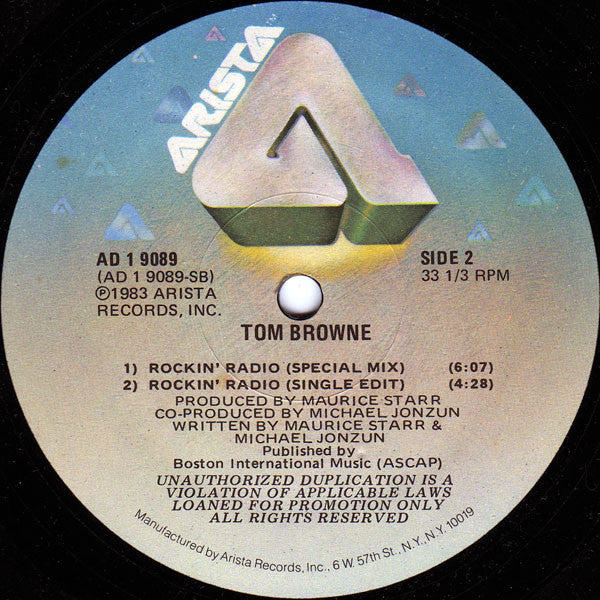 ARISTA
AD 1 9089
(AD 1 9089-SB)
℗1983 ARISTA
RECORDS, INC.
SIDE 2
33 1/3 RPM
TOM BROWNE
1) ROCKIN' RADIO (SPECIAL MIX) (6:07)
2) ROCKIN' RADIO (SINGLE EDIT) (4:28)
PRODUCED BY MAURICE STARR
CO-PRODUCED BY MICHAEL JONZUN
WRITTEN BY MAURICE STARR &
MICHAEL JONZUN
Published by
Boston International Music (ASCAP)
UNAUTHORIZED DUPLICATION IS A
VIOLATION OF APPLICABLE LAWS
LOANED FOR PROMOTION ONLY
ALL RIGHTS RESERVED
Manufactured by Arista Records, Inc., 6 W. 57th St., N.Y., N.Y. 10019